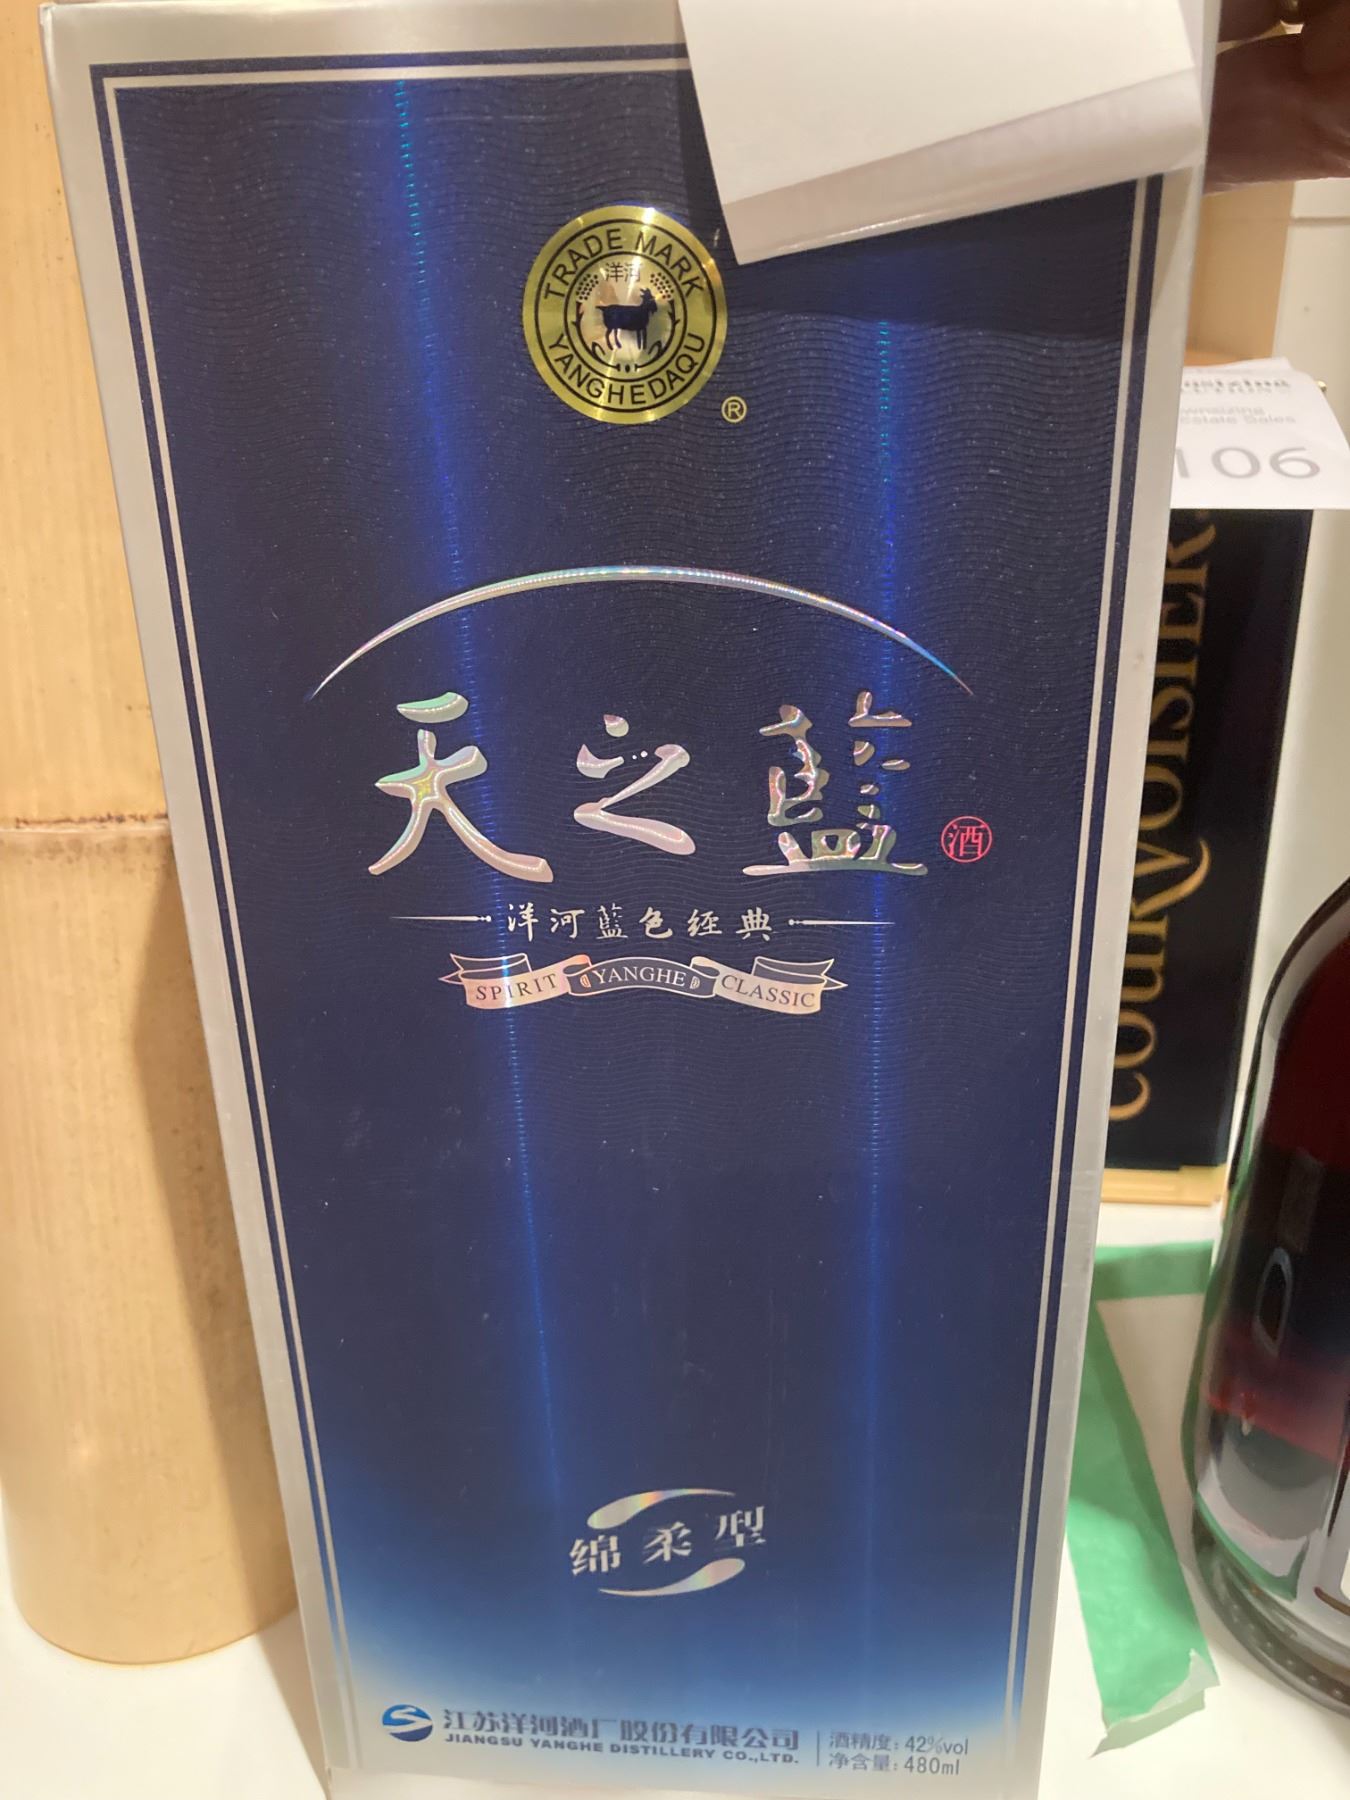 TRADE MARK
洋河
YANGHEDAQU
®
106
COURVOISIER
天之藍
酒
洋河藍色经典
SPIRIT YANGHE CLASSIC
绵柔型
江苏洋河酒厂股份有限公司
JIANGSU YANGHE DISTILLERY CO.,LTD.
酒精度:42%vol
净含量:480ml